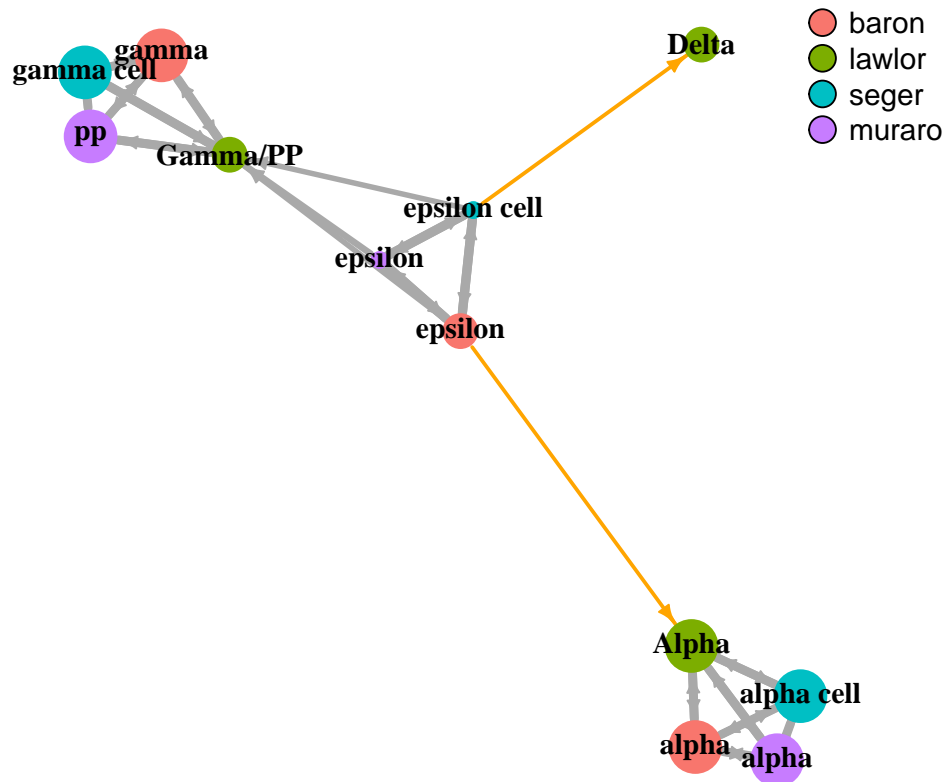 baron
lawlor
seger
muraro
gamma
Delta
gamma cell
pp
Gamma/PP
epsilon cell
epsilon
epsilon
Alpha
alpha cell
alpha
alpha